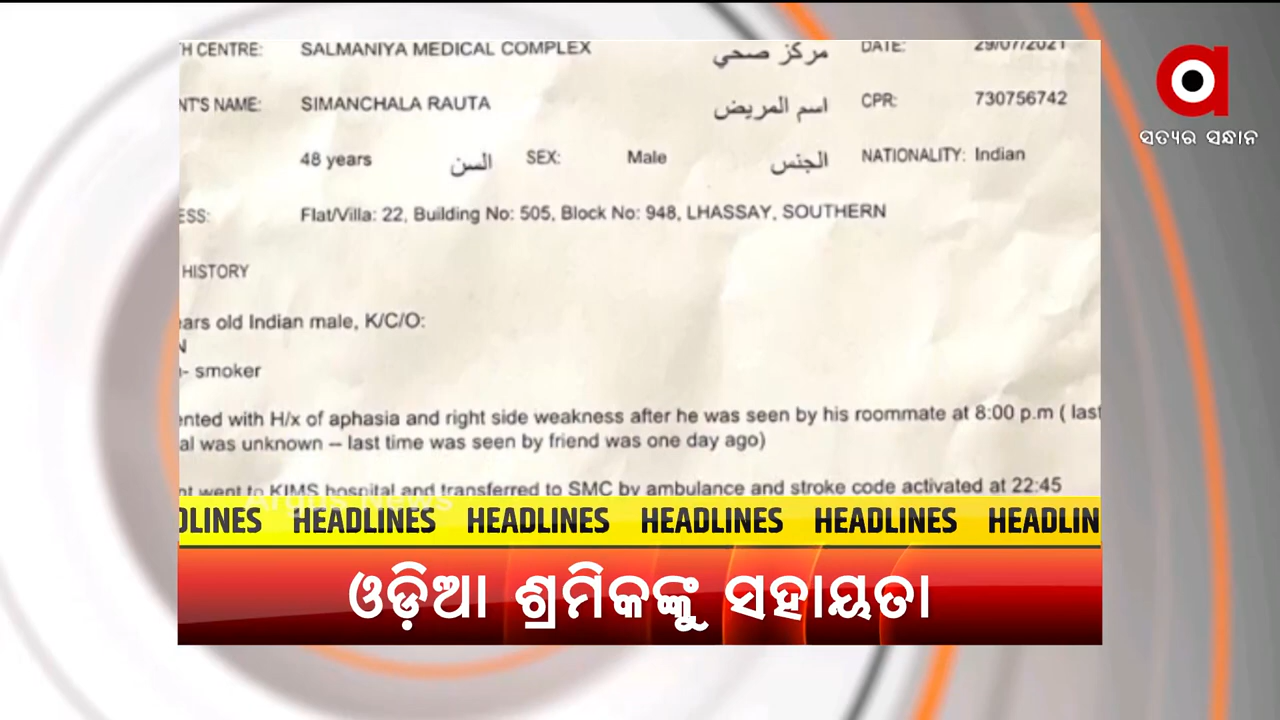 H CENTRE: SALMANIYA MEDICAL COMPLEX مركز صحي DATE: 29/07/2021
NT'S NAME: SIMANCHALA RAUTA اسم المريض CPR: 730756742
48 years السن SEX: Male الجنس NATIONALITY: Indian
ESS: Flat/Villa: 22, Building No: 505, Block No: 948, LHASSAY, SOUTHERN
HISTORY
ars old Indian male, K/C/O:
N
- smoker
ented with H/x of aphasia and right side weakness after he was seen by his roommate at 8:00 p.m ( last
al was unknown – last time was seen by friend was one day ago)
nt went to KIMS hospital and transferred to SMC by ambulance and stroke code activated at 22:45
Argus News
DLINES HEADLINES HEADLINES HEADLINES HEADLINES HEADLIN
ଓଡ଼ିଆ ଶ୍ରମିକଙ୍କୁ ସହାୟତା
a
ସତ୍ୟର ସନ୍ଧାନ